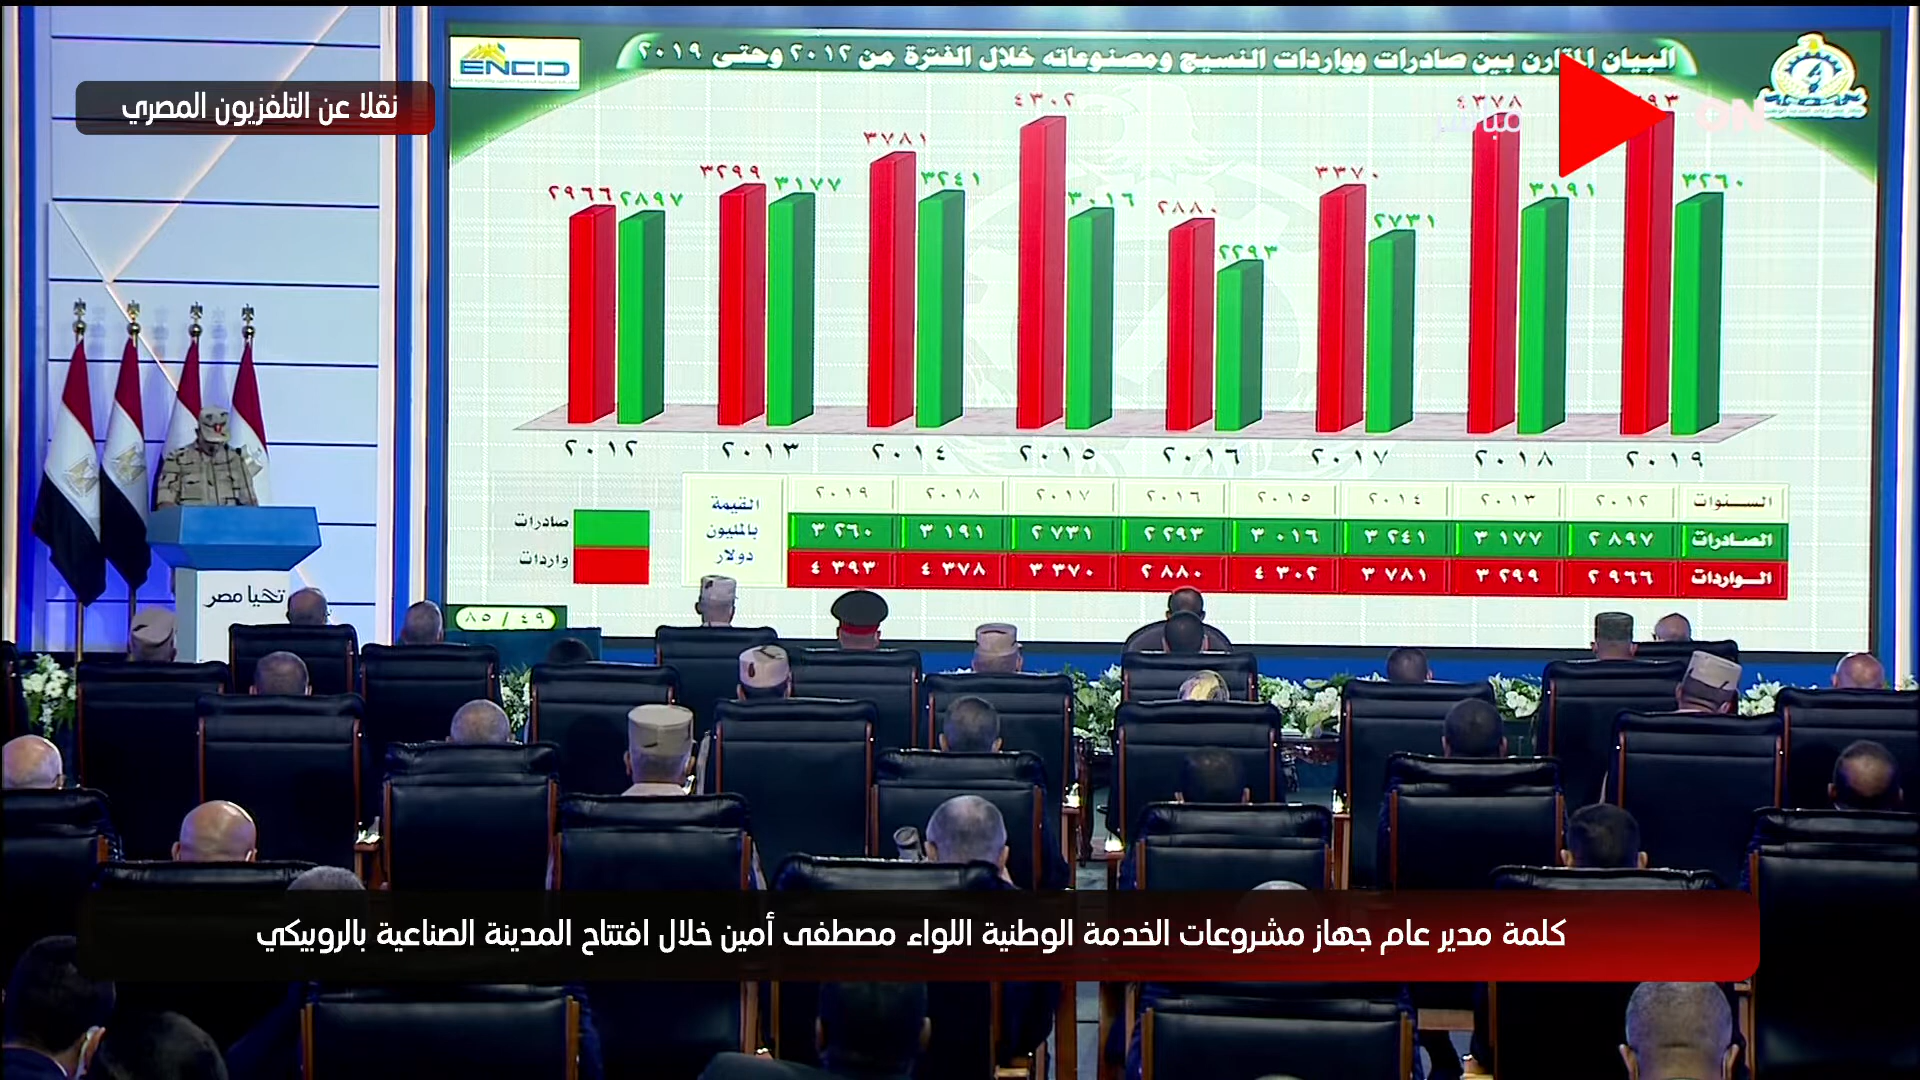 البيان المقارن بين صادرات وواردات النسيج ومصنوعاته خلال الفترة من ٢٠١٢ وحتى ٢٠١٩
ENCID
نقلا عن التلفزيون المصري
مباشر ON
٢٩٦٦ ٢٨٩٧ ٣٢٩٩ ٣١٧٧ ٣٧٨١ ٣٢٤١ ٤٣٠٢ ٣٠١٦ ٢٨٨٠ ٢٢٩٣ ٣٣٧٠ ٢٧٣١ ٤٣٧٨ ٣١٩١ ٣٢٦٠
٢٠١٢ ٢٠١٣ ٢٠١٤ ٢٠١٥ ٢٠١٦ ٢٠١٧ ٢٠١٨ ٢٠١٩
السنوات ٢٠١٢ ٢٠١٣ ٢٠١٤ ٢٠١٥ ٢٠١٦ ٢٠١٧ ٢٠١٨ ٢٠١٩
الصادرات ٢٨٩٧ ٣١٧٧ ٣٢٤١ ٣٠١٦ ٢٢٩٣ ٢٧٣١ ٣١٩١ ٣٢٦٠
الواردات ٢٩٦٦ ٣٢٩٩ ٣٧٨١ ٤٣٠٢ ٢٨٨٠ ٣٣٧٠ ٤٣٧٨ ٤٣٩٣
القيمة
بالمليون
دولار
صادرات
واردات
٨٥ / ٤٩
تحيا مصر
كلمة مدير عام جهاز مشروعات الخدمة الوطنية اللواء مصطفى أمين خلال افتتاح المدينة الصناعية بالروبيكي